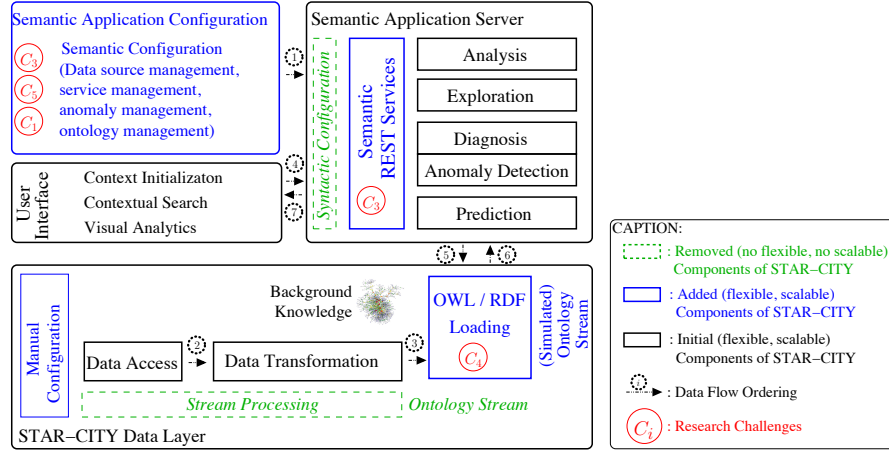 Semantic Application Configuration
C3
C5
C1
Semantic Configuration
(Data source management,
service management,
anomaly management,
ontology management)
1
Semantic Application Server
Syntactic Configuration
Semantic
REST Services
C3
Analysis
Exploration
Diagnosis
Anomaly Detection
Prediction
User
Interface
Context Initializaton
Contextual Search
Visual Analytics
4
7
5
6
Manual
Configuration
Background
Knowledge
Data Access
2
Data Transformation
3
OWL / RDF
Loading
C4
(Simulated)
Ontology
Stream
Stream Processing
Ontology Stream
STAR–CITY Data Layer
CAPTION:
: Removed (no flexible, no scalable)
Components of STAR–CITY
: Added (flexible, scalable)
Components of STAR–CITY
: Initial (flexible, scalable)
Components of STAR–CITY
i
: Data Flow Ordering
Ci
: Research Challenges